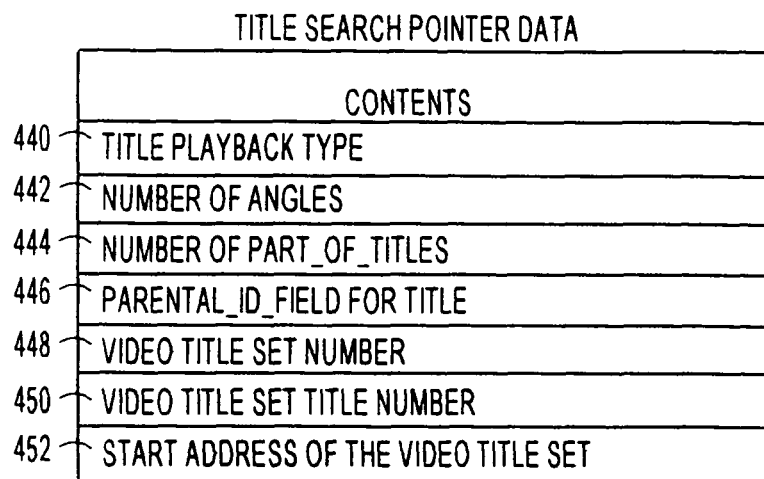 TITLE SEARCH POINTER DATA
CONTENTS
440 TITLE PLAYBACK TYPE
442 NUMBER OF ANGLES
444 NUMBER OF PART_OF_TITLES
446 PARENTAL_ID_FIELD FOR TITLE
448 VIDEO TITLE SET NUMBER
450 VIDEO TITLE SET TITLE NUMBER
452 START ADDRESS OF THE VIDEO TITLE SET